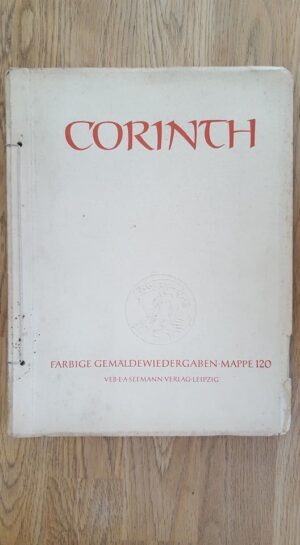 CORINTH
FARBIGE GEMÄLDEWIEDERGABEN·MAPPE 120
VEB·E·A·SEEMANN·VERLAG·LEIPZIG